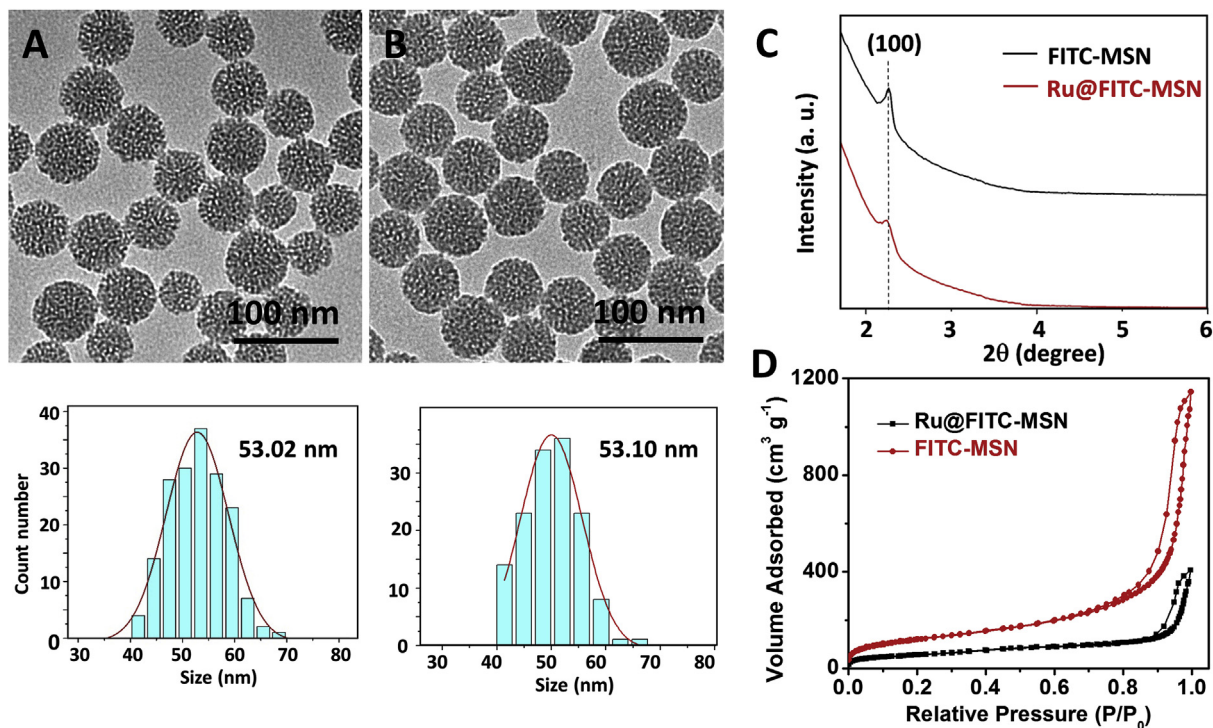 A
100 nm
B
100 nm
C
(100)
FITC-MSN
Ru@FITC-MSN
Intensity (a. u.)
2 3 4 5 6
2θ (degree)
40
30
20
10
0
53.02 nm
Count number
30 40 50 60 70 80
Size (nm)
30
20
10
0
53.10 nm
30 40 50 60 70 80
Size (nm)
D
1200
800
400
0
Ru@FITC-MSN
FITC-MSN
Volume Adsorbed (cm³ g⁻¹)
0.0 0.2 0.4 0.6 0.8 1.0
Relative Pressure (P/P₀)